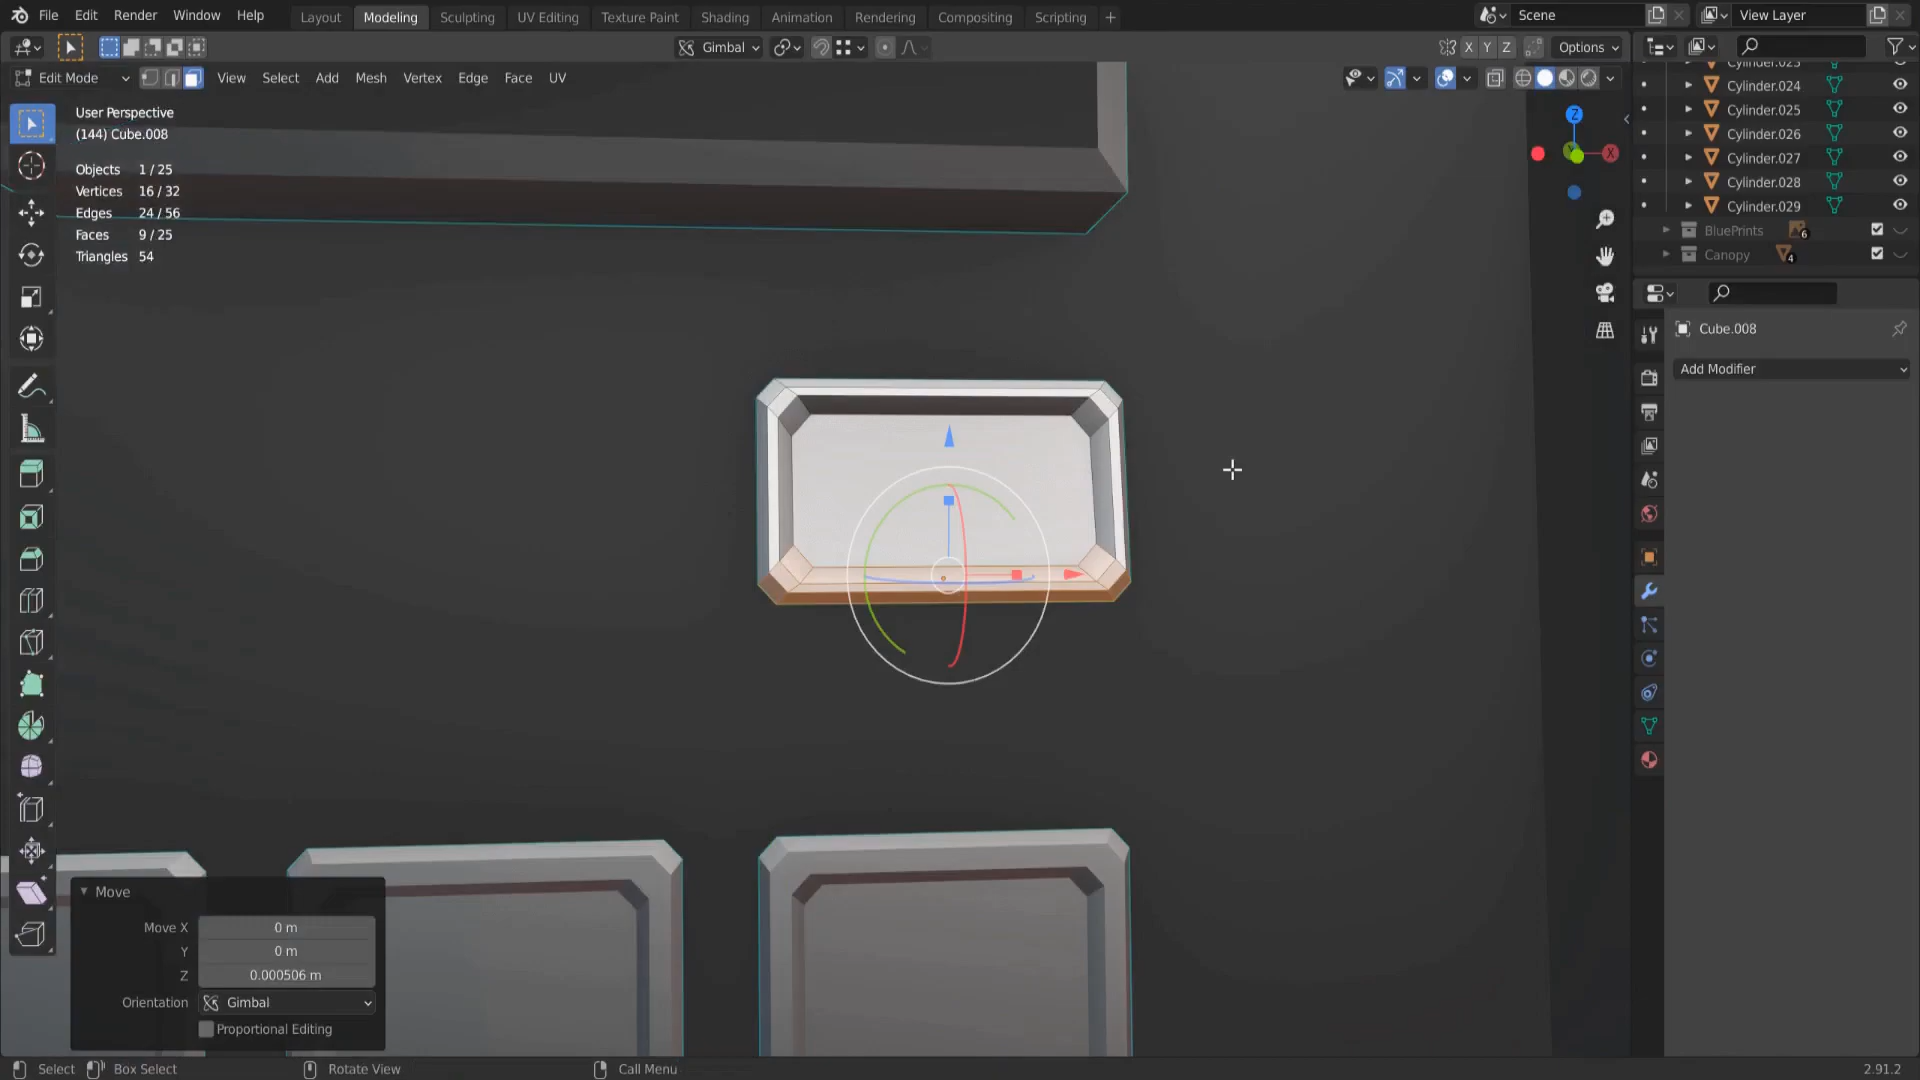 File Edit Render Window Help Layout Modeling Sculpting UV Editing Texture Paint Shading Animation Rendering Compositing Scripting + Scene View Layer
Gimbal X Y Z Options
Edit Mode View Select Add Mesh Vertex Edge Face UV
User Perspective
(144) Cube.008
Objects 1 / 25
Vertices 16 / 32
Edges 24 / 56
Faces 9 / 25
Triangles 54
Z
X
Cylinder.023
Cylinder.024
Cylinder.025
Cylinder.026
Cylinder.027
Cylinder.028
Cylinder.029
BluePrints 6
Canopy 4
Cube.008
Add Modifier
Move
Move X 0 m
Y 0 m
Z 0.000506 m
Orientation Gimbal
Proportional Editing
Select Box Select Rotate View Call Menu 2.91.2